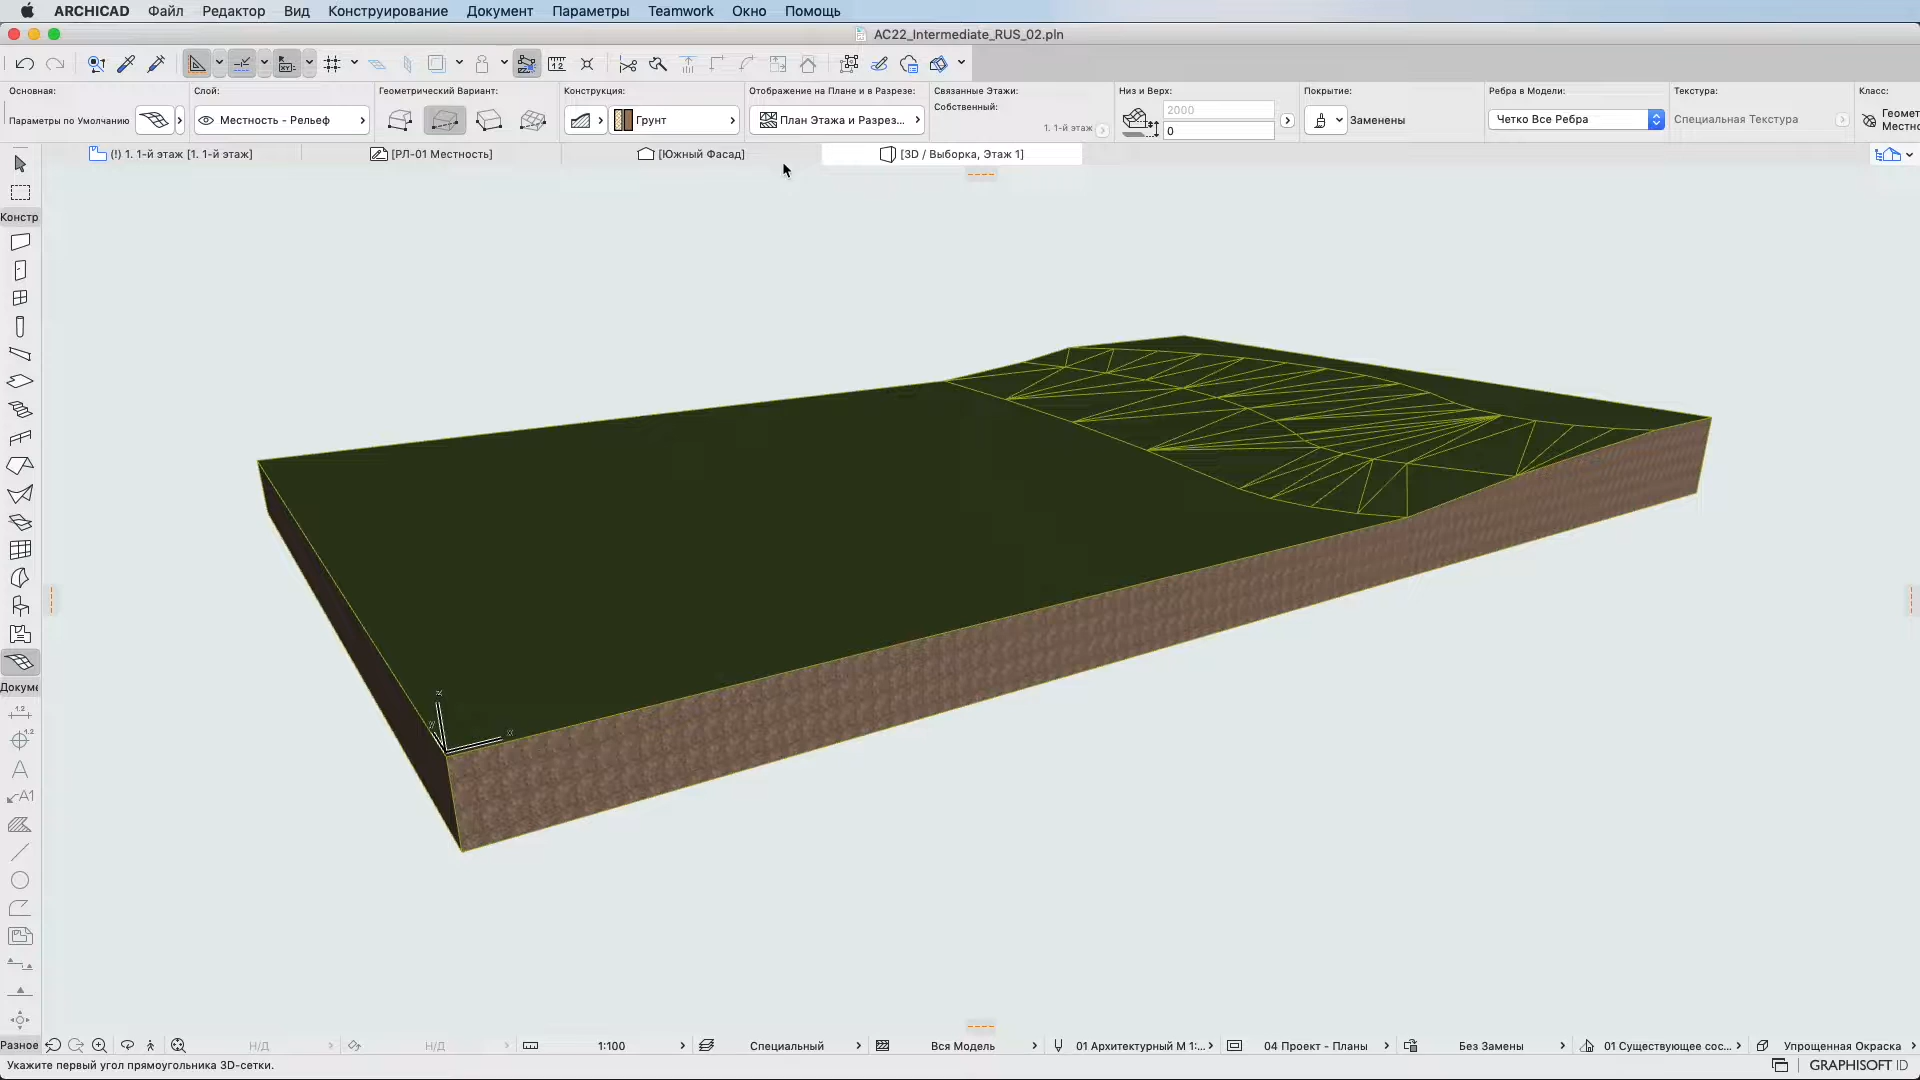 ARCHICAD Файл Редактор Вид Конструирование Документ Параметры Teamwork Окно Помощь
AC22_Intermediate_RUS_02.pln
Основная: Слой: Геометрический Вариант: Конструкция: Отображение на Плане и в Разрезе: Связанные Этажи: Низ и Верх: Покрытие: Ребра в Модели: Текстура: Класс:
Собственный:
2000
Параметры по Умолчанию Местность - Рельеф Грунт План Этажа и Разрез... Заменены Четко Все Ребра Специальная Текстура
1. 1-й этаж 0
(!) 1. 1-й этаж [1. 1-й этаж] [РЛ-01 Местность] [Южный Фасад] [3D / Выборка, Этаж 1]
Констр
Докуме
1.2
1.2
A
A1
Разное Н/Д Н/Д 1:100 Специальный Вся Модель 01 Архитектурный М 1:... 04 Проект - Планы Без Замены 01 Существующее сос... Упрощенная Окраска
Укажите первый угол прямоугольника 3D-сетки. GRAPHISOFT ID